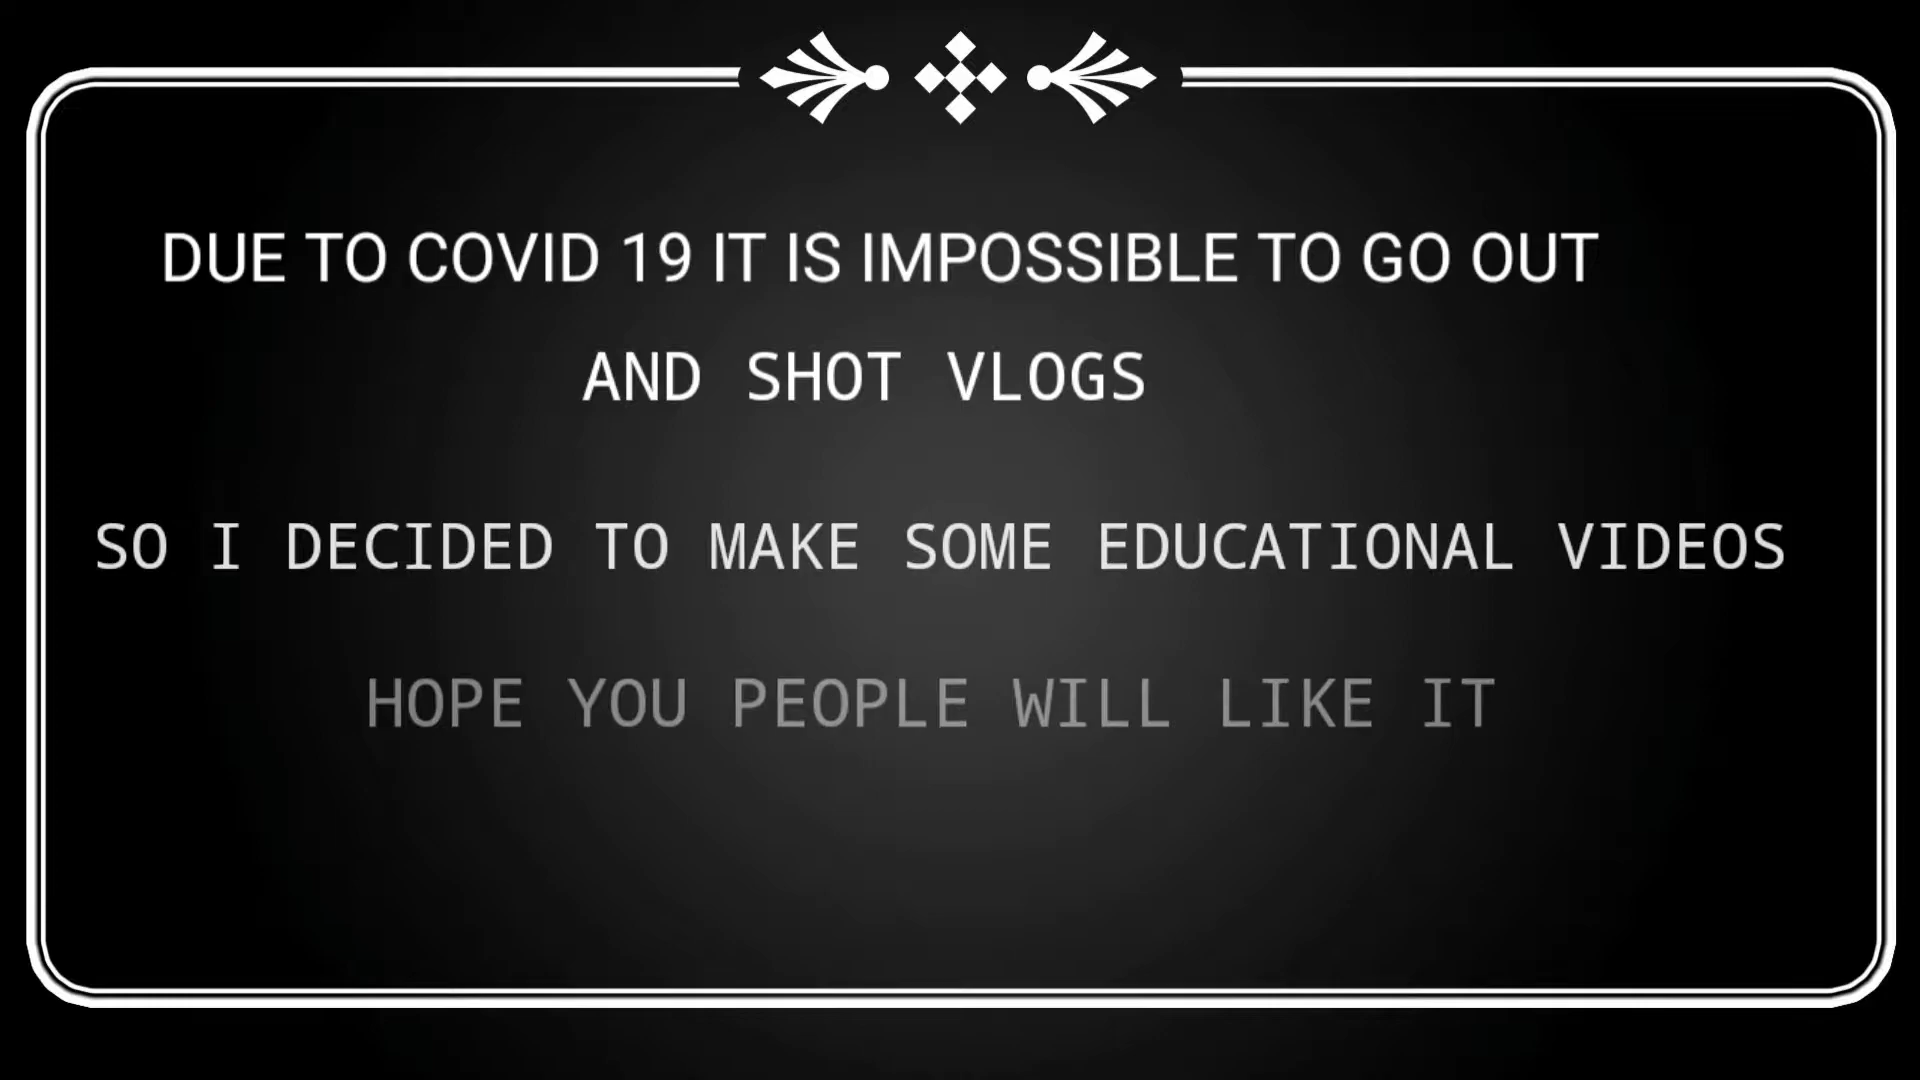 DUE TO COVID 19 IT IS IMPOSSIBLE TO GO OUT
AND SHOT VLOGS
SO I DECIDED TO MAKE SOME EDUCATIONAL VIDEOS
HOPE YOU PEOPLE WILL LIKE IT